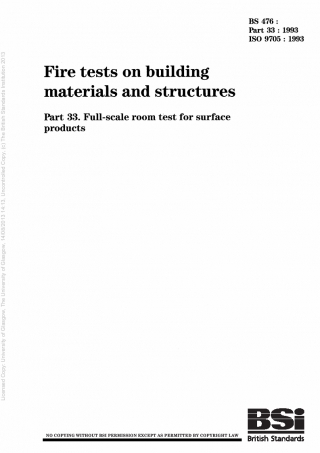 BS 476 :
Part 33 : 1993
ISO 9705 : 1993
Fire tests on building
materials and structures
Part 33. Full-scale room test for surface
products
Licensed Copy: University of Glasgow, The University of Glasgow, 14/03/2013 14:13, Uncontrolled Copy, (c) The British Standards Institution 2013
NO COPYING WITHOUT BSI PERMISSION EXCEPT AS PERMITTED BY COPYRIGHT LAW
BSi
British Standards